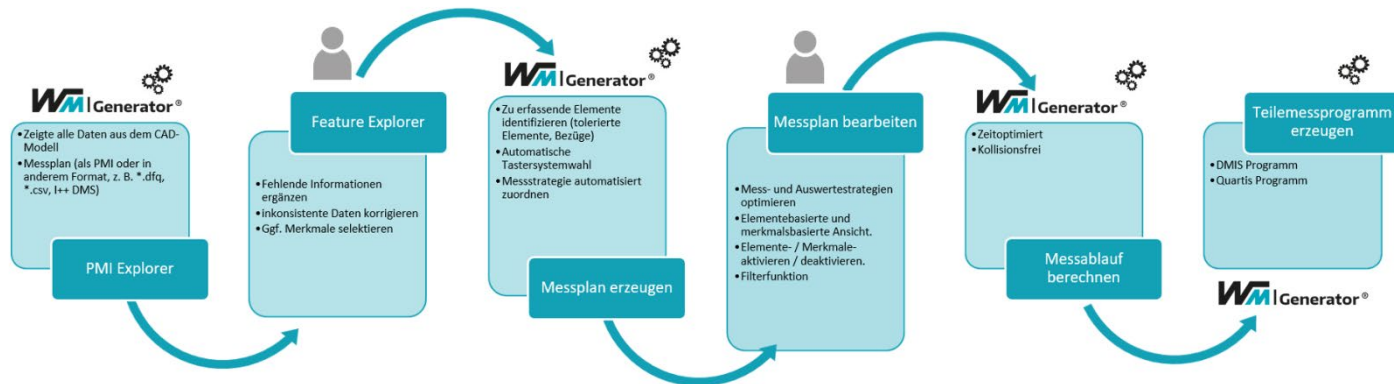 WM|Generator®
•Zeigte alle Daten aus dem CAD-
Modell
•Messplan (als PMI oder in
anderem Format, z. B. *.dfq,
*.csv, I++ DMS)
PMI Explorer
Feature Explorer
•Fehlende Informationen
ergänzen
•inkonsistente Daten korrigieren
•Ggf. Merkmale selektieren
WM|Generator®
•Zu erfassende Elemente
identifizieren (tolerierte
Elemente, Bezüge)
•Automatische
Tastersystemwahl
•Messstrategie automatisiert
zuordnen
Messplan erzeugen
Messplan bearbeiten
•Mess- und Auswertestrategien
optimieren
•Elementebasierte und
merkmalsbasierte Ansicht.
•Elemente- / Merkmale-
aktivieren / deaktivieren.
•Filterfunktion
WM|Generator®
•Zeitoptimiert
•Kollisionsfrei
Messablauf
berechnen
Teilemessprogramm
erzeugen
•DMIS Programm
•Quartis Programm
WM|Generator®